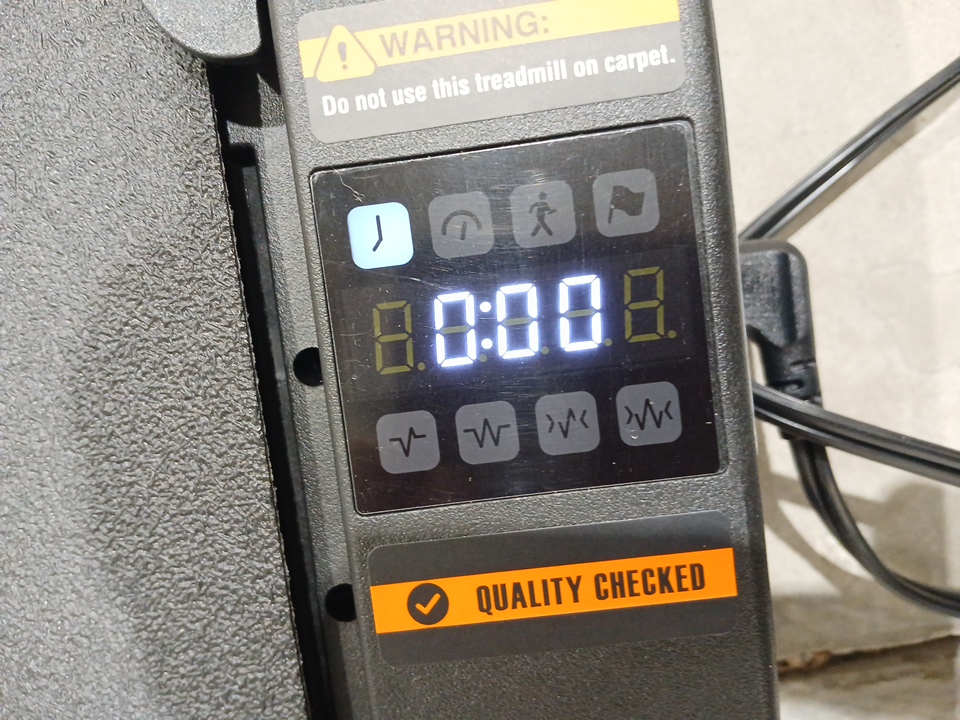 WARNING:
Do not use this treadmill on carpet.
0:00
QUALITY CHECKED